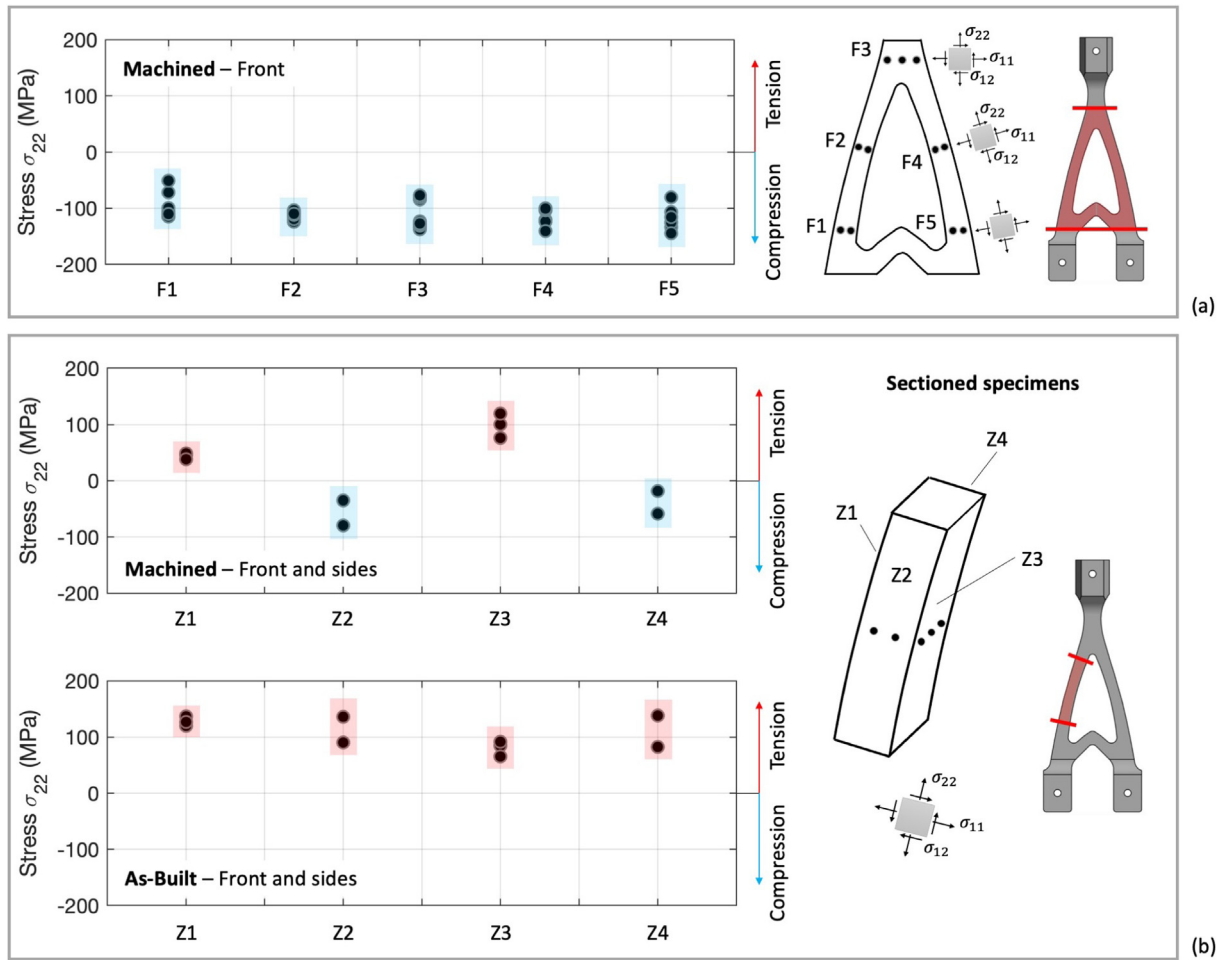 200
100
0
-100
-200
Stress σ22 (MPa)
Machined – Front
F1 F2 F3 F4 F5
Tension
Compression
F3
F2
F4
F1
F5
σ22
σ11
σ12
σ22
σ11
σ12
(a)
200
100
0
-100
-200
Stress σ22 (MPa)
Machined – Front and sides
Z1 Z2 Z3 Z4
Tension
Compression
200
100
0
-100
-200
Stress σ22 (MPa)
As-Built – Front and sides
Z1 Z2 Z3 Z4
Tension
Compression
Sectioned specimens
Z4
Z1
Z2
Z3
σ22
σ11
σ12
(b)